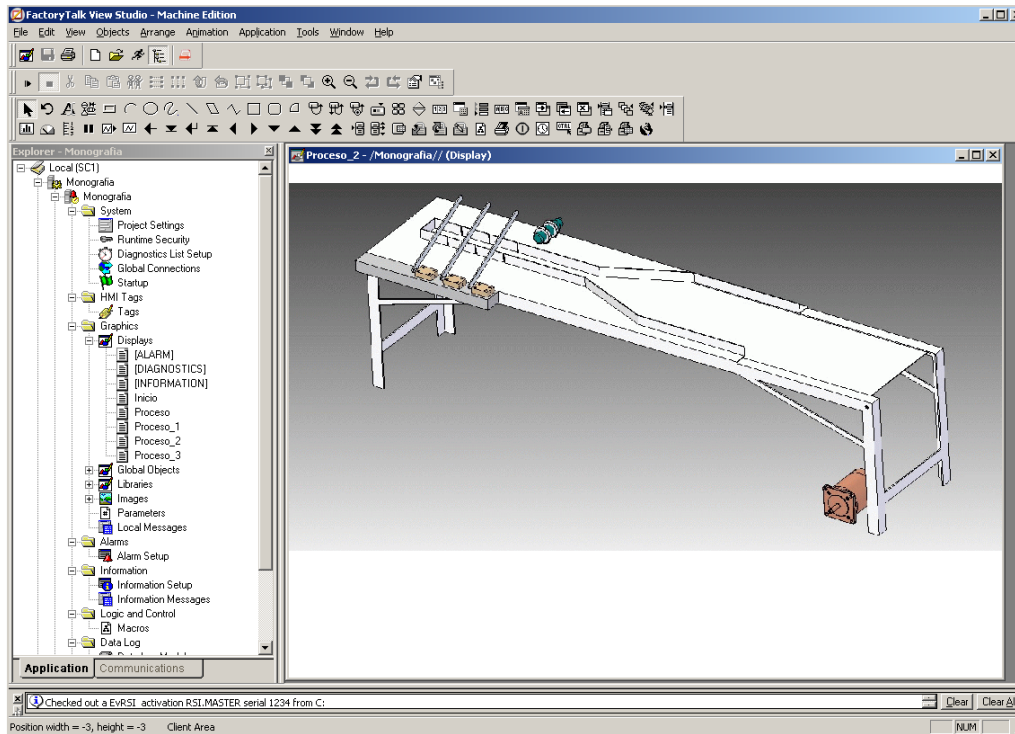 FactoryTalk View Studio - Machine Edition
File Edit View Objects Arrange Animation Application Tools Window Help
Explorer - Monografia
Local (SC1)
Monografia
Monografia
System
Project Settings
Runtime Security
Diagnostics List Setup
Global Connections
Startup
HMI Tags
Tags
Graphics
Displays
[ALARM]
[DIAGNOSTICS]
[INFORMATION]
Inicio
Proceso
Proceso_1
Proceso_2
Proceso_3
Global Objects
Libraries
Images
Parameters
Local Messages
Alarms
Alarm Setup
Information
Information Setup
Information Messages
Logic and Control
Macros
Data Log
Application Communications
Proceso_2 - /Monografia// (Display)
Checked out a EvRSI activation RSI.MASTER serial 1234 from C:
Clear Clear Al
Position width = -3, height = -3 Client Area
NUM